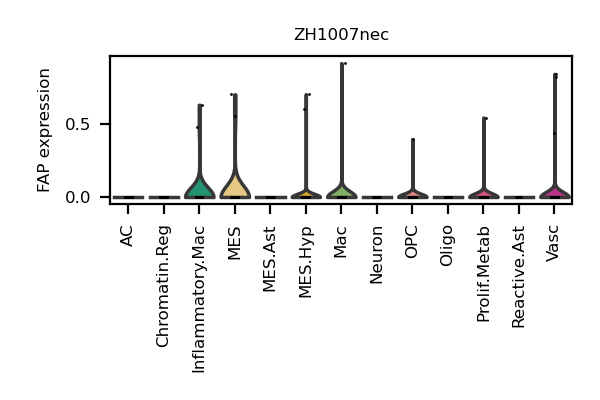 ZH1007nec
FAP expression
0.5
0.0
AC
Chromatin.Reg
Inflammatory.Mac
MES
MES.Ast
MES.Hyp
Mac
Neuron
OPC
Oligo
Prolif.Metab
Reactive.Ast
Vasc